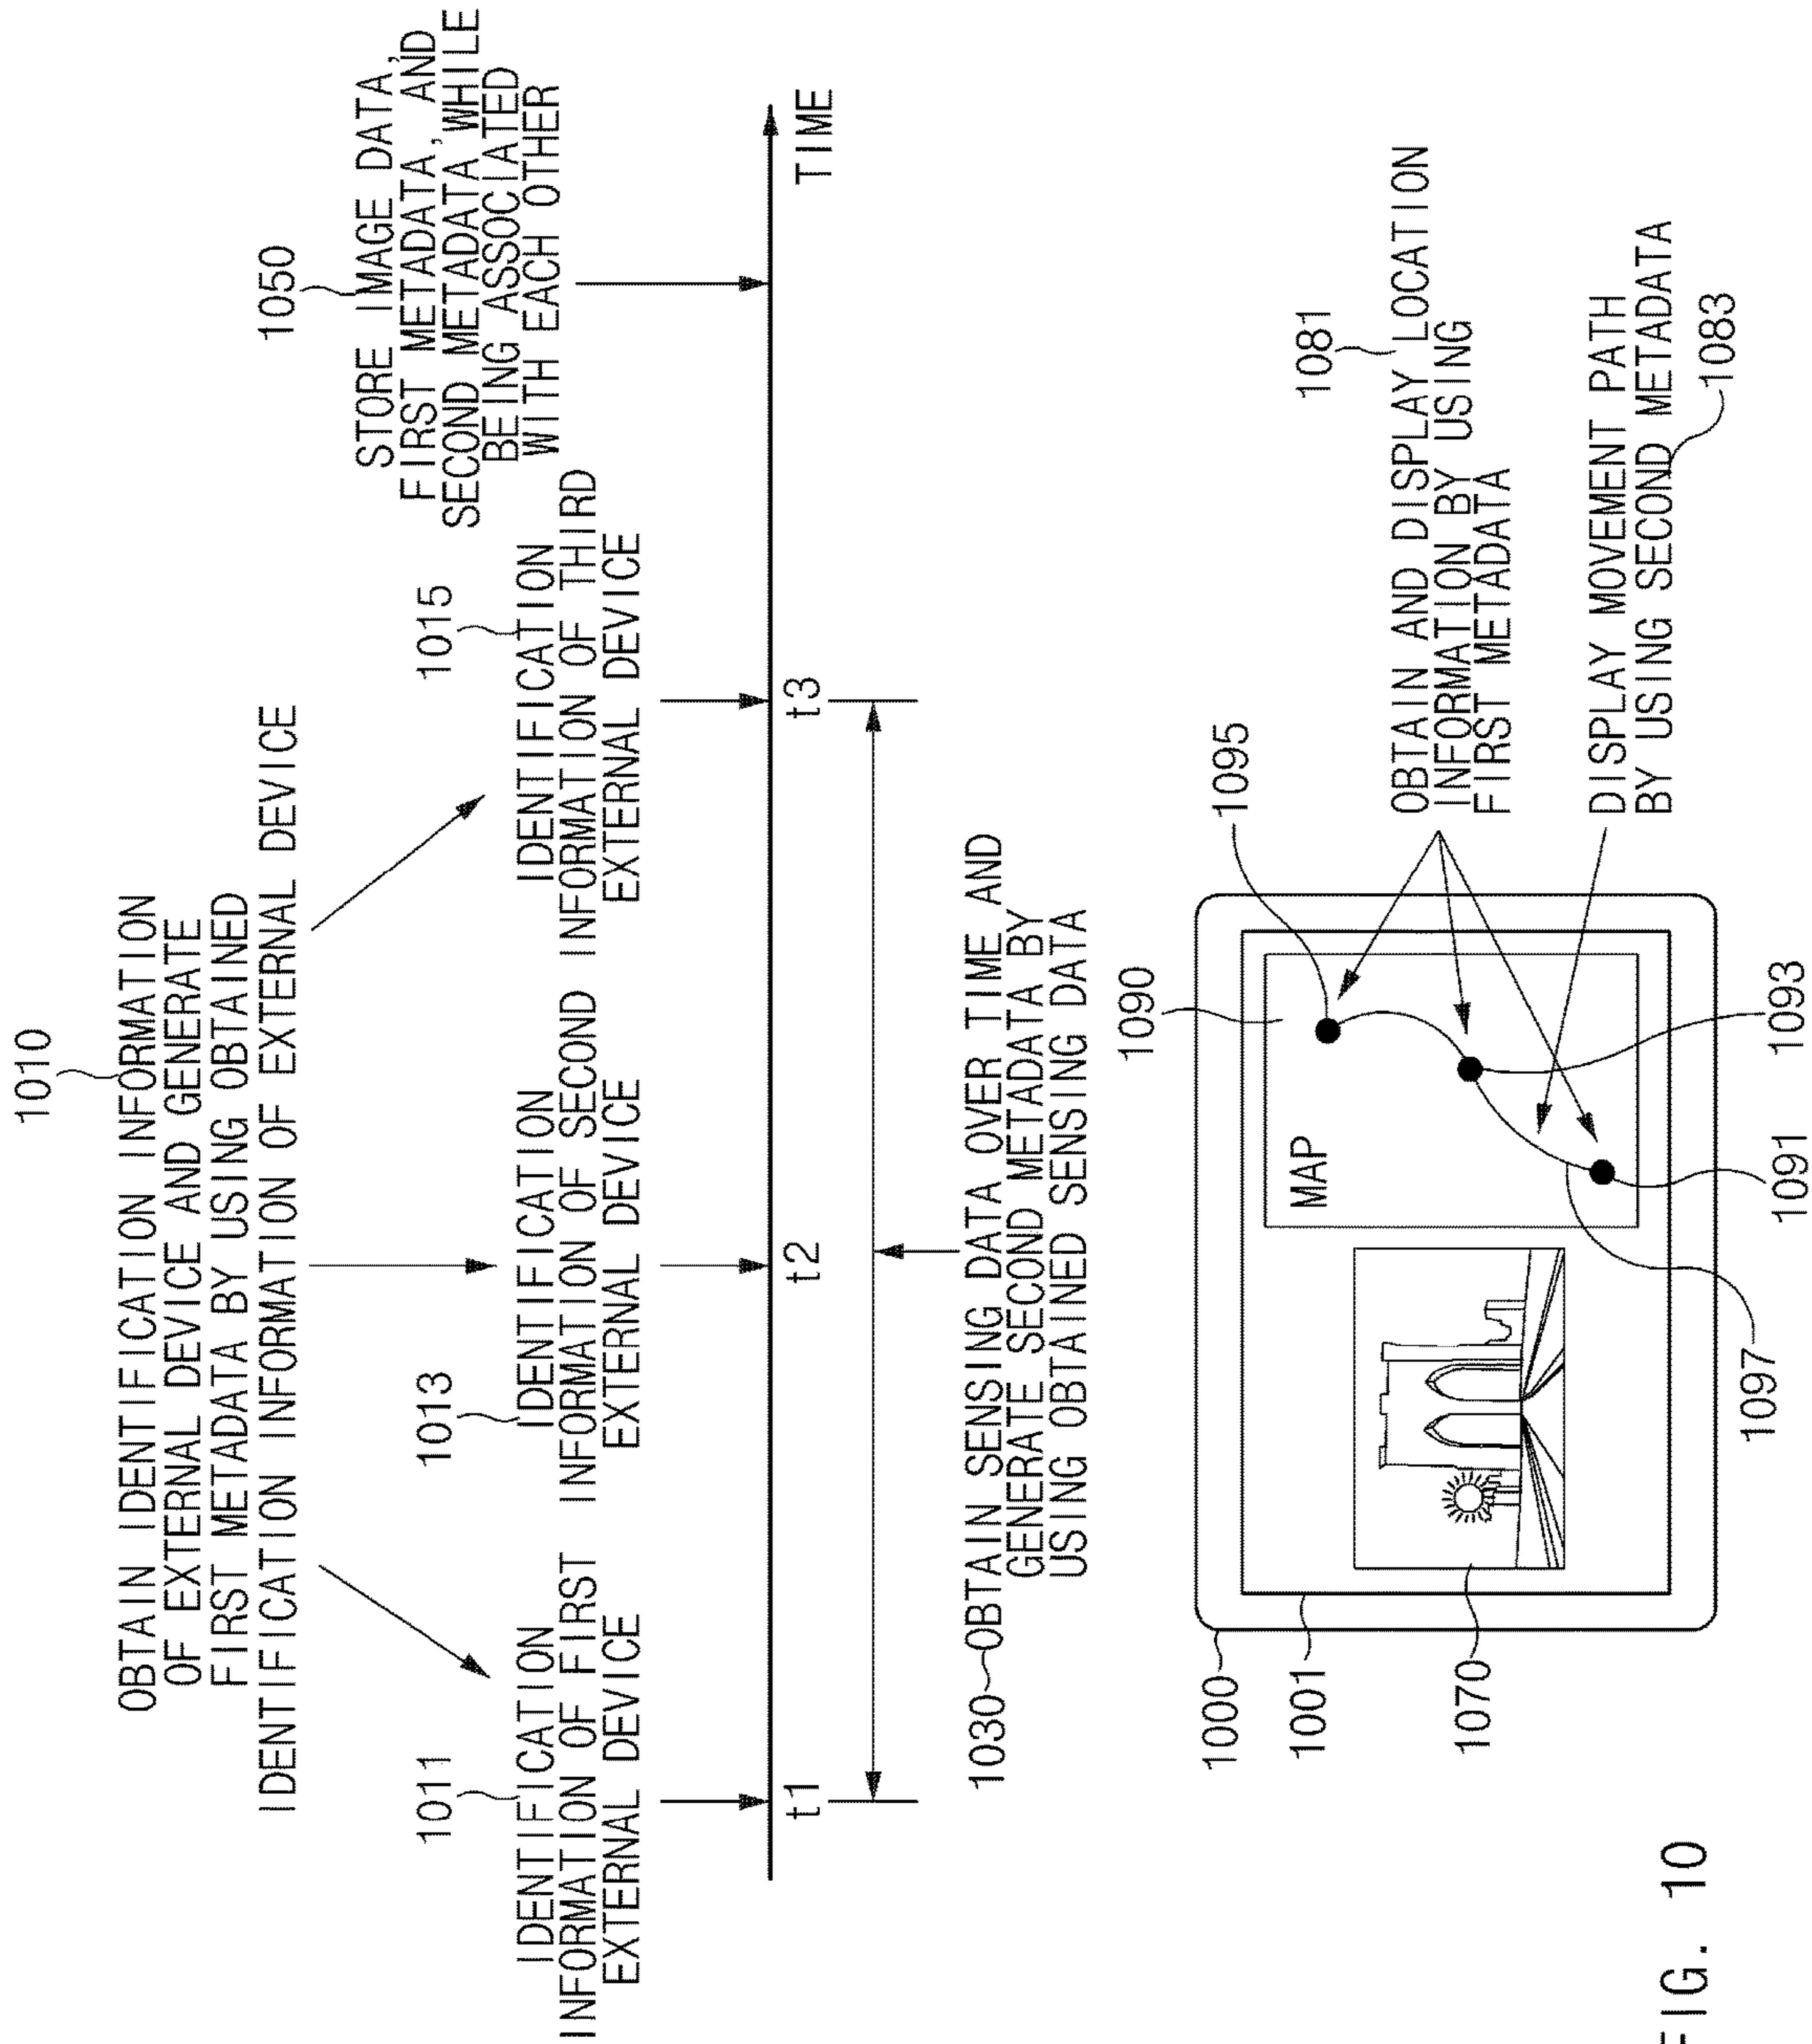 1010
OBTAIN IDENTIFICATION INFORMATION
OF EXTERNAL DEVICE AND GENERATE
FIRST METADATA BY USING OBTAINED
IDENTIFICATION INFORMATION OF EXTERNAL DEVICE
1011
IDENTIFICATION
INFORMATION OF FIRST
EXTERNAL DEVICE
1013
IDENTIFICATION
INFORMATION OF SECOND
EXTERNAL DEVICE
1015
IDENTIFICATION
INFORMATION OF THIRD
EXTERNAL DEVICE
1050
STORE IMAGE DATA,
FIRST METADATA, AND
SECOND METADATA WHILE
BEING ASSOCIATED
WITH EACH OTHER
t1
t2
t3
TIME
1030
OBTAIN SENSING DATA OVER TIME AND
GENERATE SECOND METADATA BY
USING OBTAINED SENSING DATA
1000
1001
1070
1090
1095
MAP
1081
OBTAIN AND DISPLAY LOCATION
INFORMATION BY USING
FIRST METADATA
DISPLAY MOVEMENT PATH
BY USING SECOND METADATA
1083
1097
1091
1093
FIG. 10